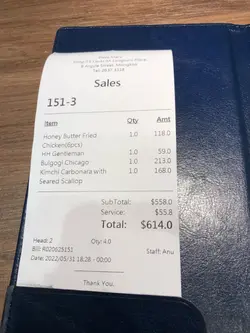 Sales
151-3
Item Qty Amt
Honey Butter Fried 1.0 118.0
Chicken(6pcs)
HH Gentleman 1.0 59.0
Bulgogi Chicago 1.0 213.0
Kimchi Carbonara with 1.0 168.0
Seared Scallop
SubTotal: $558.0
Service: $55.8
Total: $614.0
Head: 2 Qty: 4.0
Bill: R020625151 Staff: Anu
Date: 2022/05/31 18:28 - 00:00
Thank You,